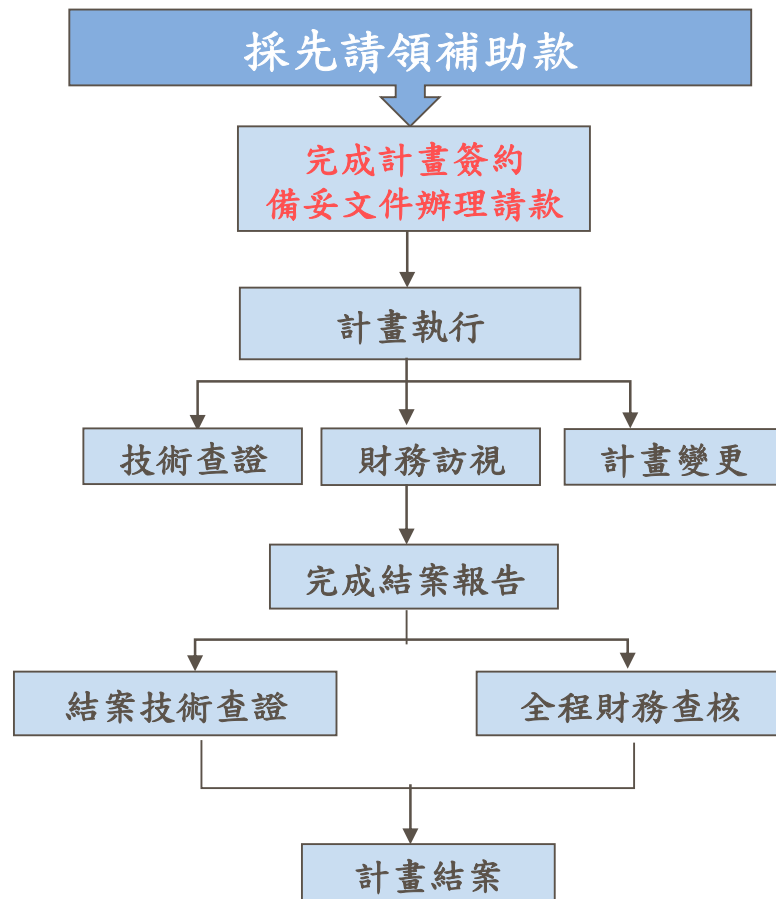 採先請領補助款
完成計畫簽約
備妥文件辦理請款
計畫執行
技術查證
財務訪視
計畫變更
完成結案報告
結案技術查證
全程財務查核
計畫結案